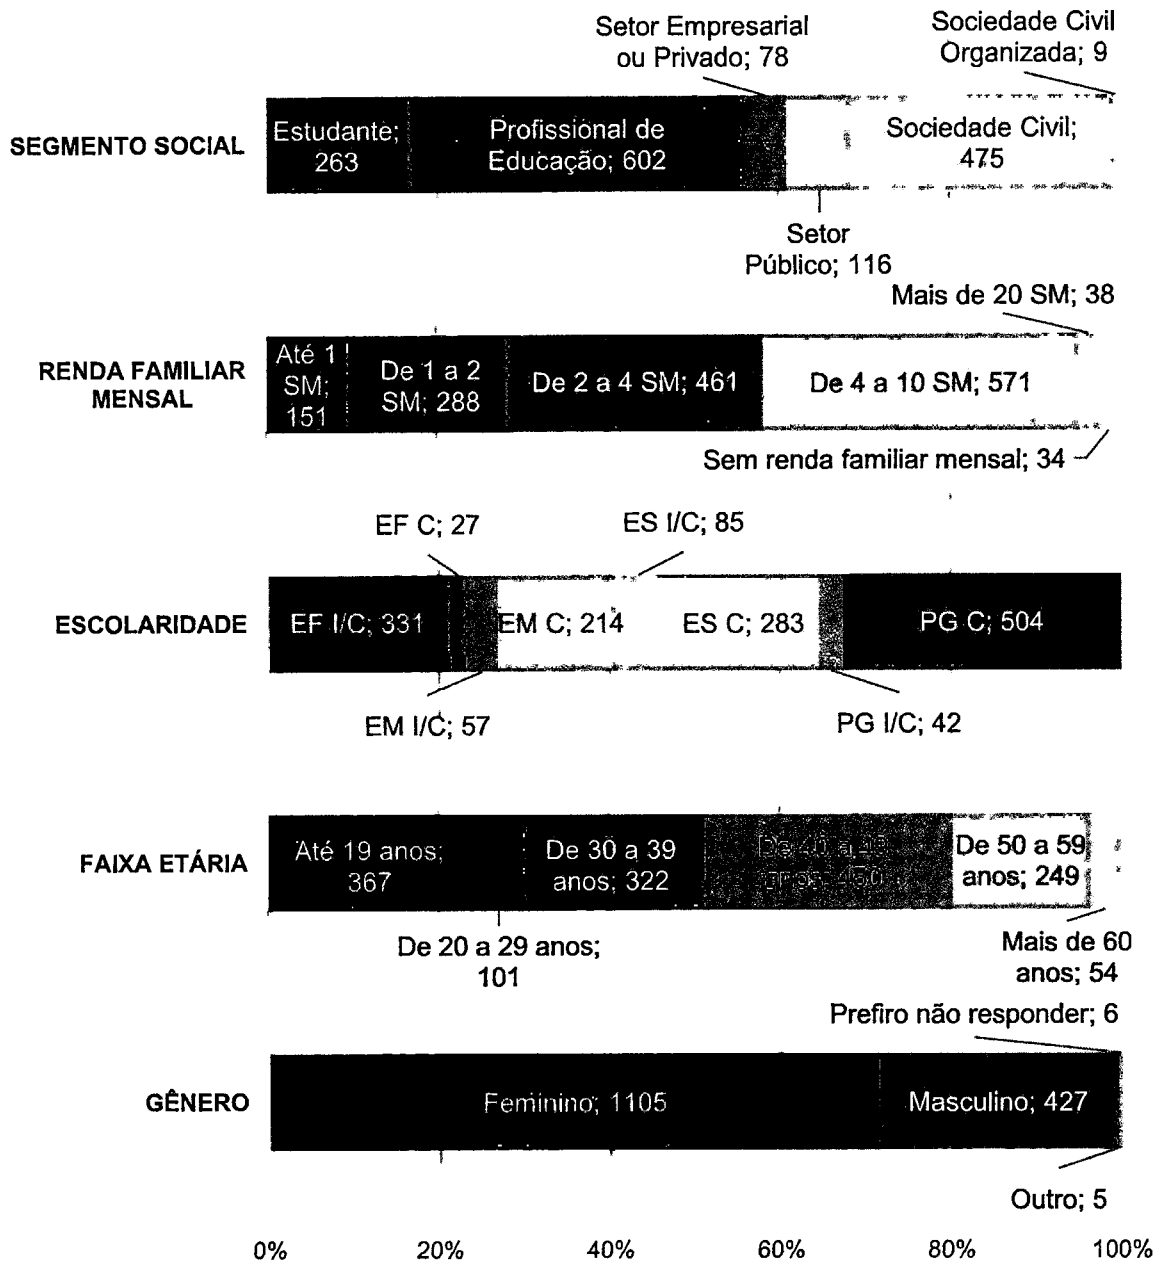 Setor Empresarial
ou Privado; 78
Sociedade Civil
Organizada; 9
SEGMENTO SOCIAL
Estudante;
263
Profissional de
Educação; 602
Sociedade Civil;
475
Setor
Público; 116
Mais de 20 SM; 38
RENDA FAMILIAR
MENSAL
Até 1
SM;
151
De 1 a 2
SM; 288
De 2 a 4 SM; 461
De 4 a 10 SM; 571
Sem renda familiar mensal; 34
EF C; 27
ES I/C; 85
ESCOLARIDADE
EF I/C; 331
EM C; 214
ES C; 283
PG C; 504
EM I/C; 57
PG I/C; 42
FAIXA ETÁRIA
Até 19 anos;
367
De 30 a 39
anos; 322
De 50 a 59
anos; 249
De 20 a 29 anos;
101
Mais de 60
anos; 54
Prefiro não responder; 6
GÊNERO
Feminino; 1105
Masculino; 427
Outro; 5
0%
20%
40%
60%
80%
100%